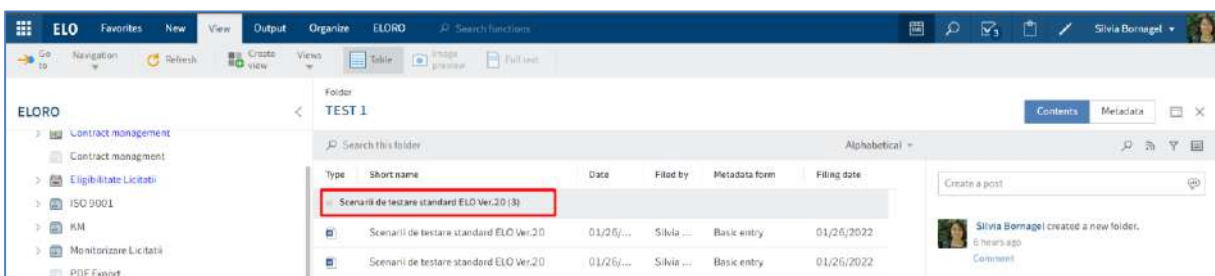 ELO Favorites New View Output Organize ELORO Search functions Silvia Bornagel
Go to Navigation Refresh Create view Views Table Image preview Full text
ELORO
Contract management
Contract managment
Eligibilitate Licitatii
ISO 9001
KM
Monitorizare Licitatii
PDF Export
Folder
TEST 1
Contents Metadata
Search this folder Alphabetical
Type Short name Date Filed by Metadata form Filing date
Scenarii de testare standard ELO Ver.20 (3)
Scenarii de testare standard ELO Ver.20 01/26/... Silvia ... Basic entry 01/26/2022
Scenarii de testare standard ELO Ver.20 01/26/... Silvia ... Basic entry 01/26/2022
Create a post
Silvia Bornagel created a new folder.
6 hours ago
Comment